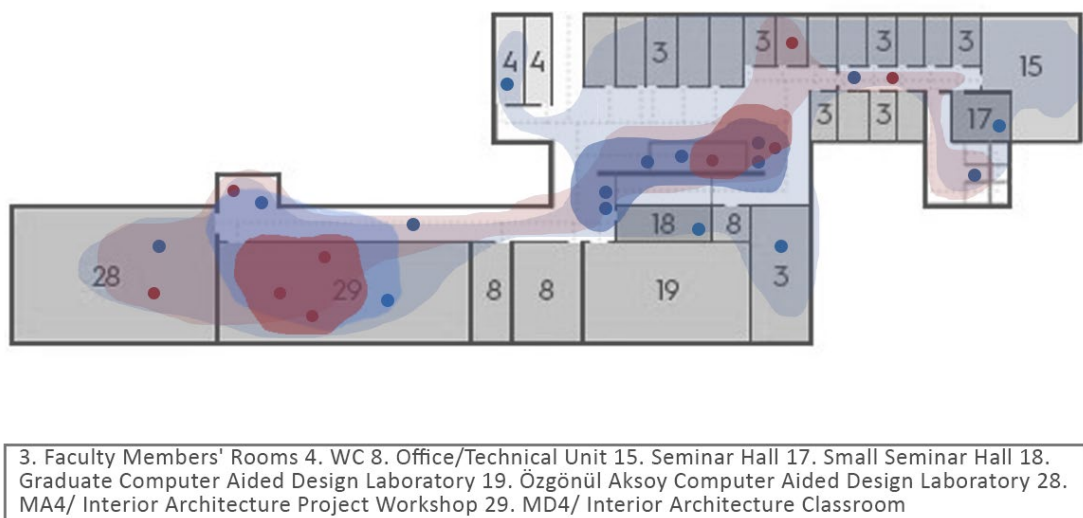 4 4 3 3 3 3 15
3 3 17
18 8
28 29 8 8 19 3
3. Faculty Members' Rooms 4. WC 8. Office/Technical Unit 15. Seminar Hall 17. Small Seminar Hall 18.
Graduate Computer Aided Design Laboratory 19. Özgönül Aksoy Computer Aided Design Laboratory 28.
MA4/ Interior Architecture Project Workshop 29. MD4/ Interior Architecture Classroom